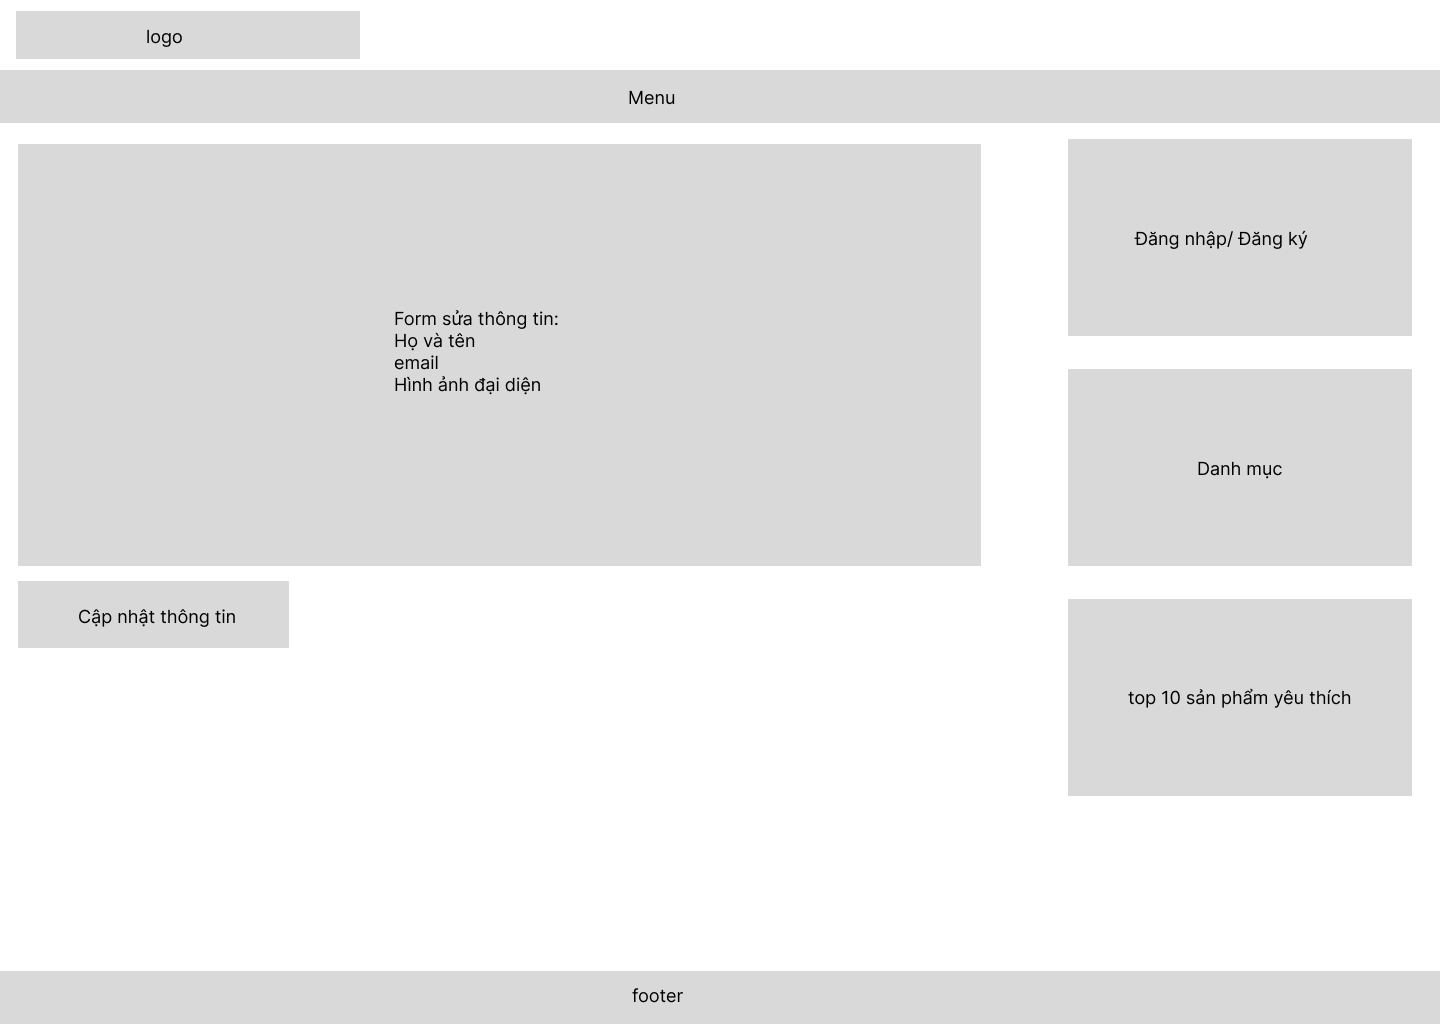 logo
Menu
Form sửa thông tin:
Họ và tên
email
Hình ảnh đại diện
Cập nhật thông tin
Đăng nhập/ Đăng ký
Danh mục
top 10 sản phẩm yêu thích
footer